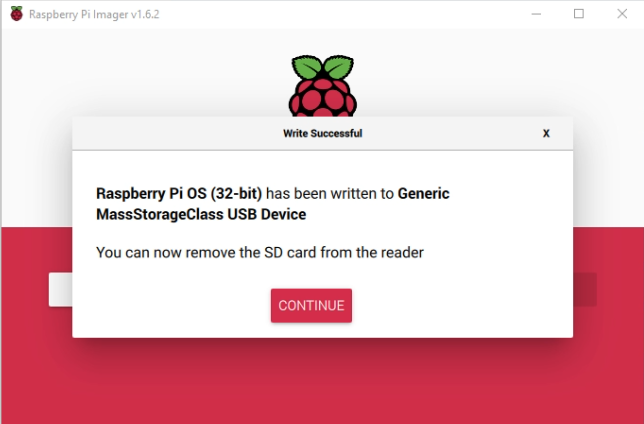 Raspberry Pi Imager v1.6.2
Write Successful
X
Raspberry Pi OS (32-bit) has been written to Generic
MassStorageClass USB Device
You can now remove the SD card from the reader
CONTINUE